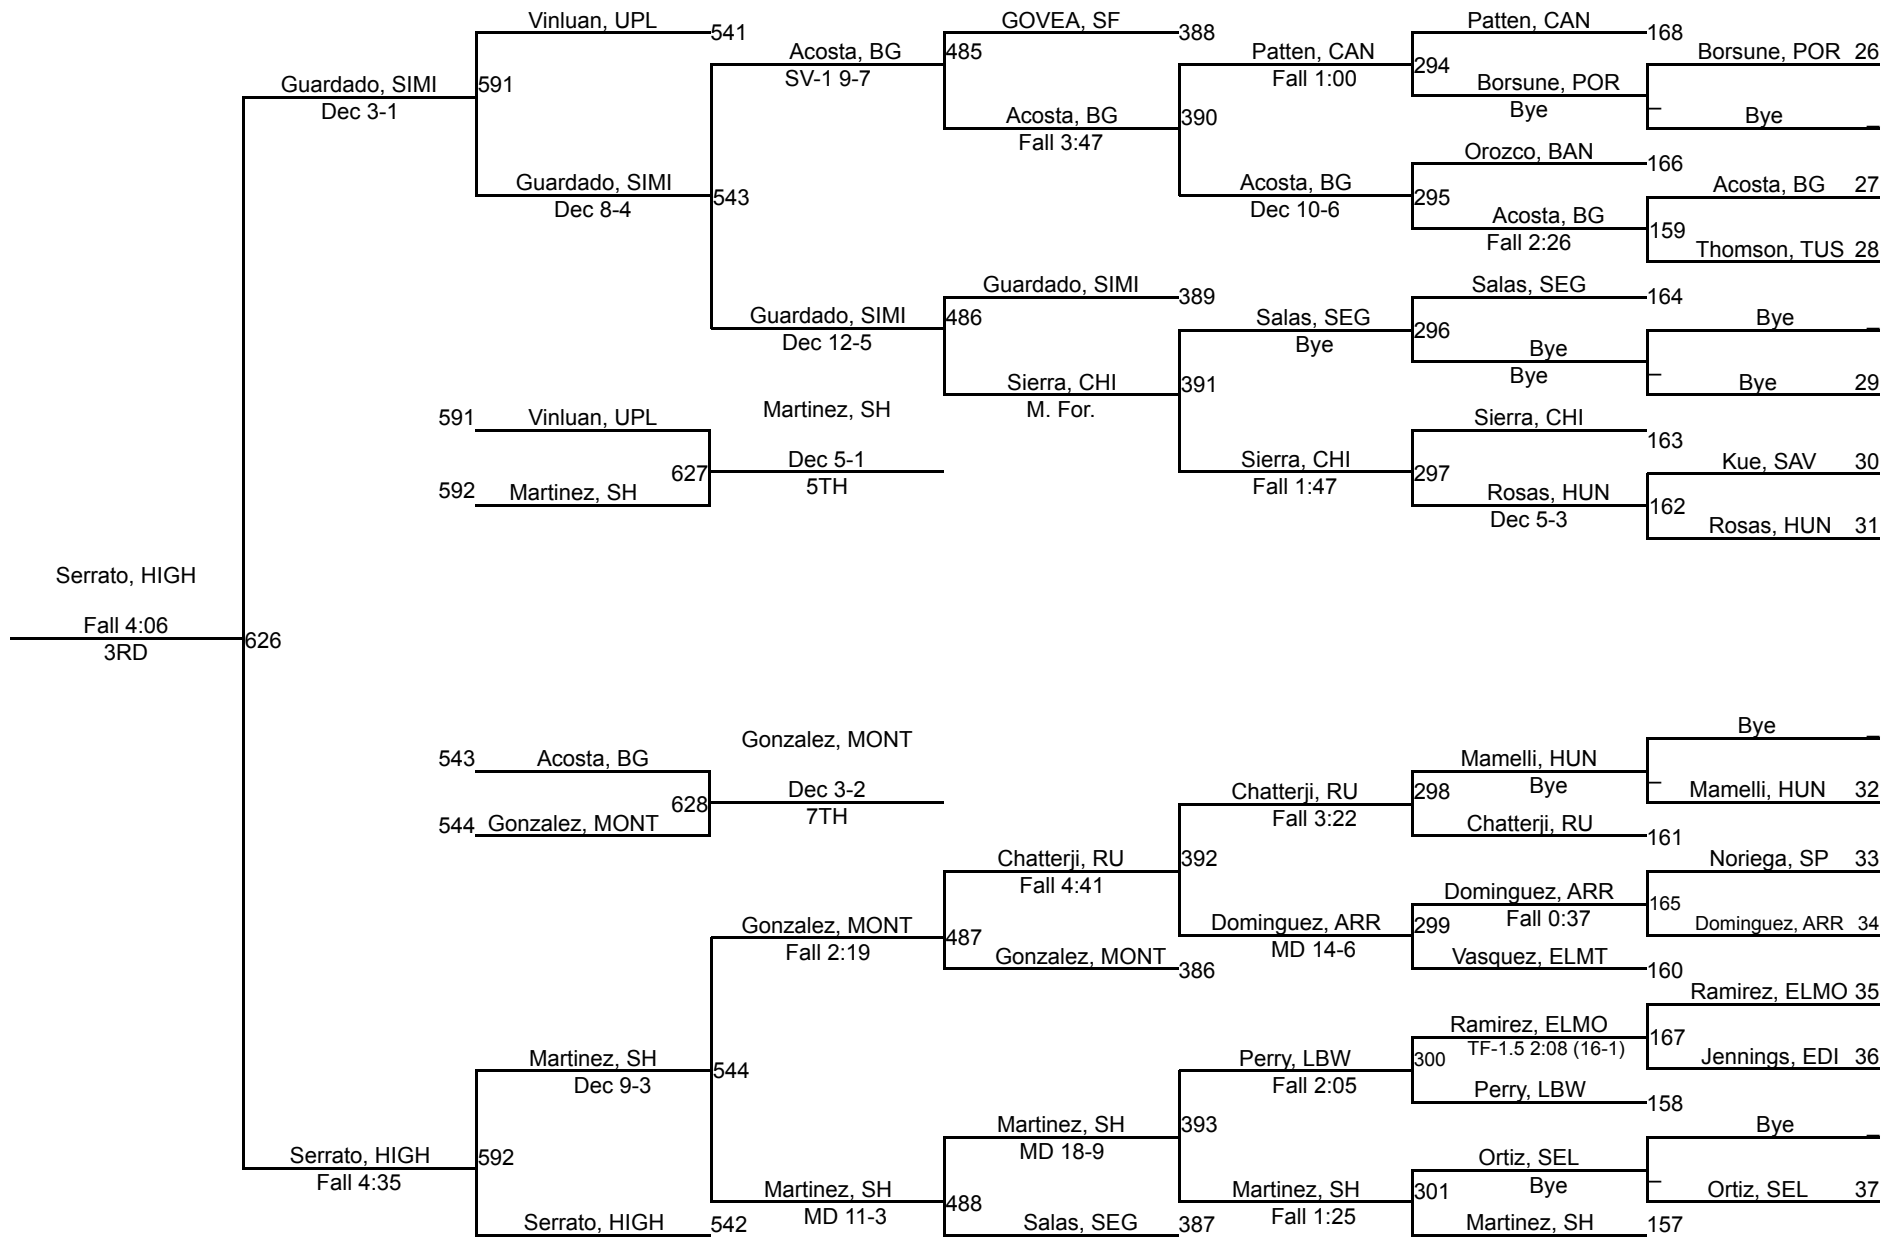 Vinluan, UPL 541
GOVEA, SF 388
Patten, CAN 168
Acosta, BG 485
SV-1 9-7
Patten, CAN 294
Fall 1:00
Borsune, POR 26
Guardado, SIMI 591
Dec 3-1
Borsune, POR
Bye
–
Acosta, BG 390
Fall 3:47
Bye _
Orozco, BAN 166
Guardado, SIMI 543
Dec 8-4
Acosta, BG 295
Dec 10-6
Acosta, BG 27
Acosta, BG 159
Fall 2:26
Thomson, TUS 28
Guardado, SIMI 389
Salas, SEG 164
Guardado, SIMI 486
Dec 12-5
Salas, SEG 296
Bye
Bye _
Bye
Bye
–
Sierra, CHI 391
M. For.
Bye 29
591 Vinluan, UPL
Martinez, SH
Sierra, CHI 163
627 Dec 5-1
5TH
Sierra, CHI 297
Fall 1:47
Kue, SAV 30
592 Martinez, SH
Rosas, HUN 162
Dec 5-3
Rosas, HUN 31
Serrato, HIGH
Fall 4:06
3RD
626
Gonzalez, MONT
Bye _
543 Acosta, BG
Mamelli, HUN
Bye
–
628 Dec 3-2
7TH
Chatterji, RU 298
Fall 3:22
Mamelli, HUN 32
544 Gonzalez, MONT
Chatterji, RU 161
Chatterji, RU 392
Fall 4:41
Noriega, SP 33
Dominguez, ARR 165
Fall 0:37
Gonzalez, MONT 487
Fall 2:19
Dominguez, ARR 299
MD 14-6
Dominguez, ARR 34
Gonzalez, MONT 386
Vasquez, ELMT 160
Ramirez, ELMO 35
Ramirez, ELMO 167
TF-1.5 2:08 (16-1)
Martinez, SH 544
Dec 9-3
Perry, LBW 300
Fall 2:05
Jennings, EDI 36
Perry, LBW 158
Martinez, SH 393
MD 18-9
Bye _
Serrato, HIGH 592
Fall 4:35
Ortiz, SEL
Bye
–
Martinez, SH 488
MD 11-3
Martinez, SH 301
Fall 1:25
Ortiz, SEL 37
Serrato, HIGH 542
Salas, SEG 387
Martinez, SH 157